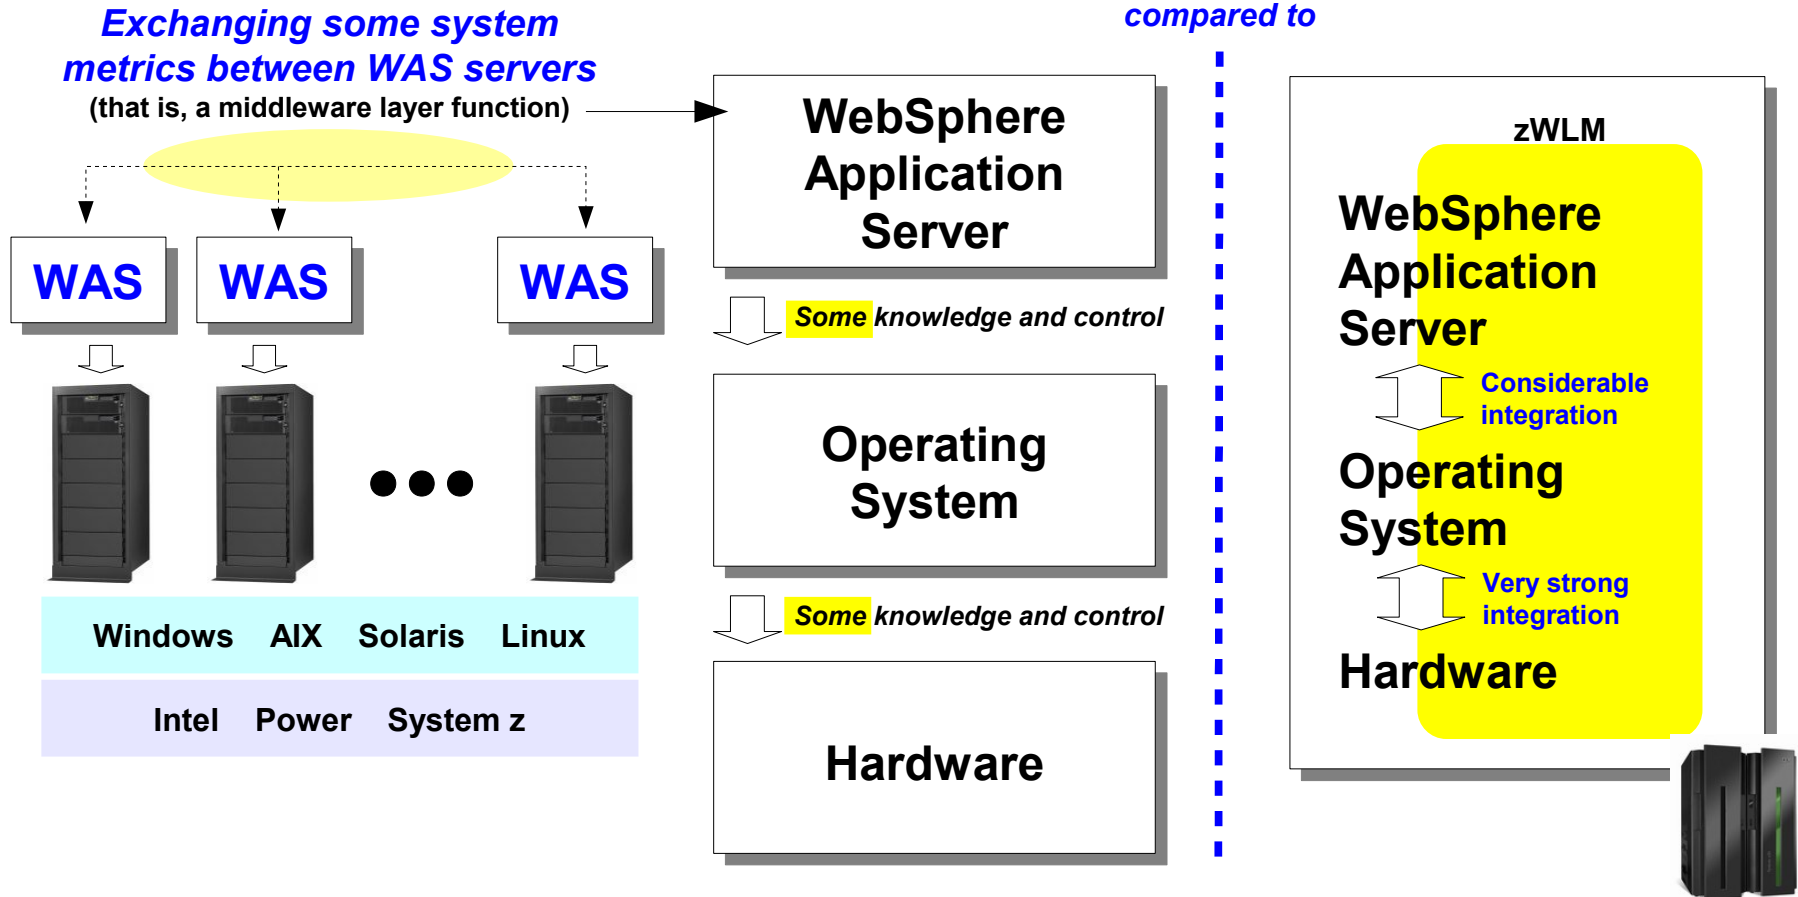 Exchanging some system
metrics between WAS servers
(that is, a middleware layer function)
WAS
WAS
WAS
Windows AIX Solaris Linux
Intel Power System z
WebSphere
Application
Server
Some knowledge and control
Operating
System
Some knowledge and control
Hardware
compared to
zWLM
WebSphere
Application
Server
Considerable
integration
Operating
System
Very strong
integration
Hardware